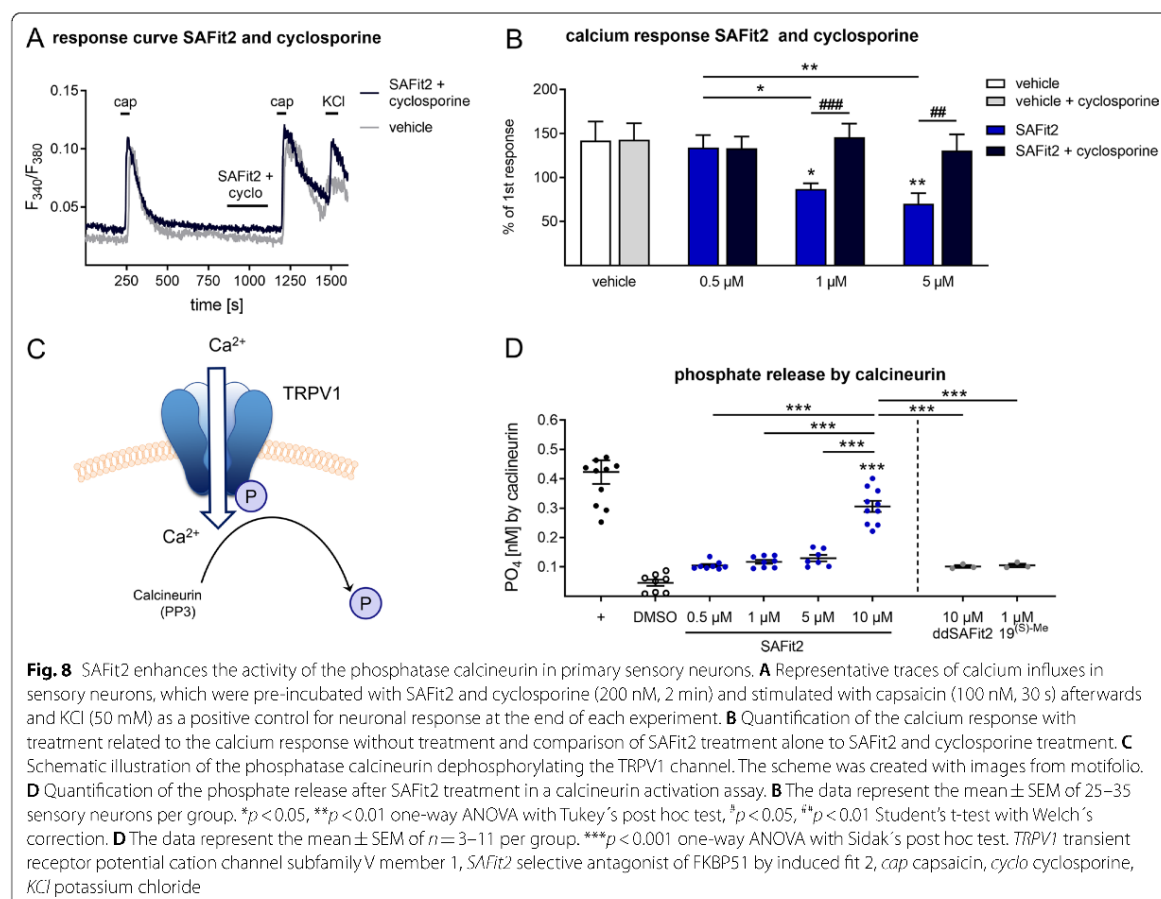 A response curve SAFit2 and cyclosporine
cap
cap
KCl
SAFit2 +
cyclosporine
vehicle
SAFit2 +
cyclo
F340/F380
0.10
0.05
250 500 750 1000 1250 1500
time [s]
B calcium response SAFit2 and cyclosporine
**
*
###
##
*
**
vehicle
vehicle + cyclosporine
SAFit2
SAFit2 + cyclosporine
% of 1st response
200
150
100
50
vehicle 0.5 µM 1 µM 5 µM
C
Ca2+
TRPV1
P
Ca2+
Calcineurin
(PP3)
P
D
phosphate release by calcineurin
***
*** ***
***
***
***
PO4 [nM] by caclineurin
0.6
0.5
0.4
0.3
0.2
0.1
+ DMSO 0.5 µM 1 µM 5 µM 10 µM 10 µM 1 µM
SAFit2
ddSAFit2 19(S)-Me
Fig. 8 SAFit2 enhances the activity of the phosphatase calcineurin in primary sensory neurons. A Representative traces of calcium influxes in
sensory neurons, which were pre-incubated with SAFit2 and cyclosporine (200 nM, 2 min) and stimulated with capsaicin (100 nM, 30 s) afterwards
and KCl (50 mM) as a positive control for neuronal response at the end of each experiment. B Quantification of the calcium response with
treatment related to the calcium response without treatment and comparison of SAFit2 treatment alone to SAFit2 and cyclosporine treatment. C
Schematic illustration of the phosphatase calcineurin dephosphorylating the TRPV1 channel. The scheme was created with images from motifolio.
D Quantification of the phosphate release after SAFit2 treatment in a calcineurin activation assay. B The data represent the mean ± SEM of 25–35
sensory neurons per group. *p < 0.05, **p < 0.01 one-way ANOVA with Tukey´s post hoc test, #p < 0.05, ##p < 0.01 Student's t-test with Welch´s
correction. D The data represent the mean ± SEM of n = 3–11 per group. ***p < 0.001 one-way ANOVA with Sidak´s post hoc test. TRPV1 transient
receptor potential cation channel subfamily V member 1, SAFit2 selective antagonist of FKBP51 by induced fit 2, cap capsaicin, cyclo cyclosporine,
KCl potassium chloride